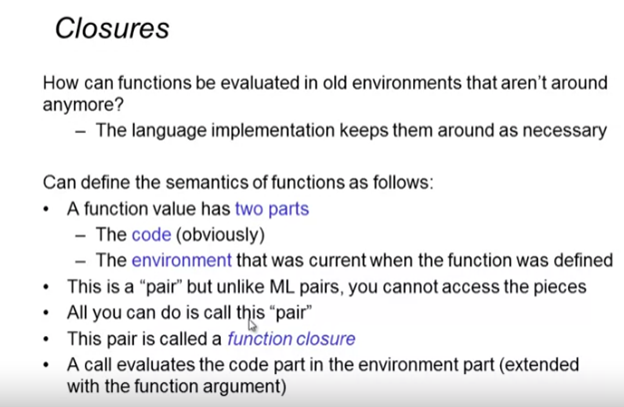 Closures
How can functions be evaluated in old environments that aren't around
anymore?
– The language implementation keeps them around as necessary
Can define the semantics of functions as follows:
• A function value has two parts
– The code (obviously)
– The environment that was current when the function was defined
• This is a “pair” but unlike ML pairs, you cannot access the pieces
• All you can do is call this “pair”
• This pair is called a function closure
• A call evaluates the code part in the environment part (extended
with the function argument)